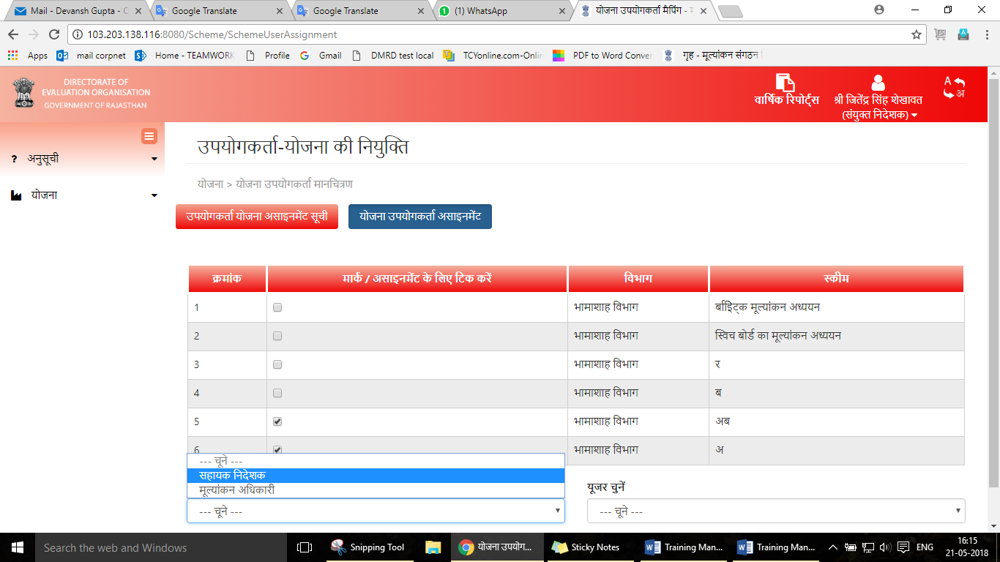 Mail - Devansh Gupta - C
Google Translate
Google Translate
(1) WhatsApp
योजना उपयोगकर्ता मैपिंग -
103.203.138.116:8080/Scheme/SchemeUserAssignment
Apps
mail corpnet
Home - TEAMWORK
Profile
Gmail
DMRD test local
TCYonline.com-Onlin
PDF to Word Conver
गृह - मूल्यांकन संगठन
DIRECTORATE OF
EVALUATION ORGANISATION
GOVERNMENT OF RAJASTHAN
वार्षिक रिपोर्ट्स
श्री जितेंद्र सिंह शेखावत
(संयुक्त निदेशक)
A
अ
? अनुसूची
योजना
उपयोगकर्ता-योजना की नियुक्ति
योजना > योजना उपयोगकर्ता मानचित्रण
उपयोगकर्ता योजना असाइनमेंट सूची
योजना उपयोगकर्ता असाइनमेंट
क्रमांक मार्क / असाइनमेंट के लिए टिक करें विभाग स्कीम
1 भामाशाह विभाग मूल्यांकन अध्ययन
2 भामाशाह विभाग स्विच बोर्ड का मूल्यांकन अध्ययन
3 भामाशाह विभाग र
4 भामाशाह विभाग ब
5 भामाशाह विभाग अब
6 भामाशाह विभाग अ
--- चूने ---
सहायक निदेशक
मूल्यांकन अधिकारी
यूजर चुनें
--- चूने ---
--- चूने ---
Search the web and Windows
Snipping Tool
योजना उपयोग...
Sticky Notes
Training Man...
Training Man...
ENG
16:15
21-05-2018